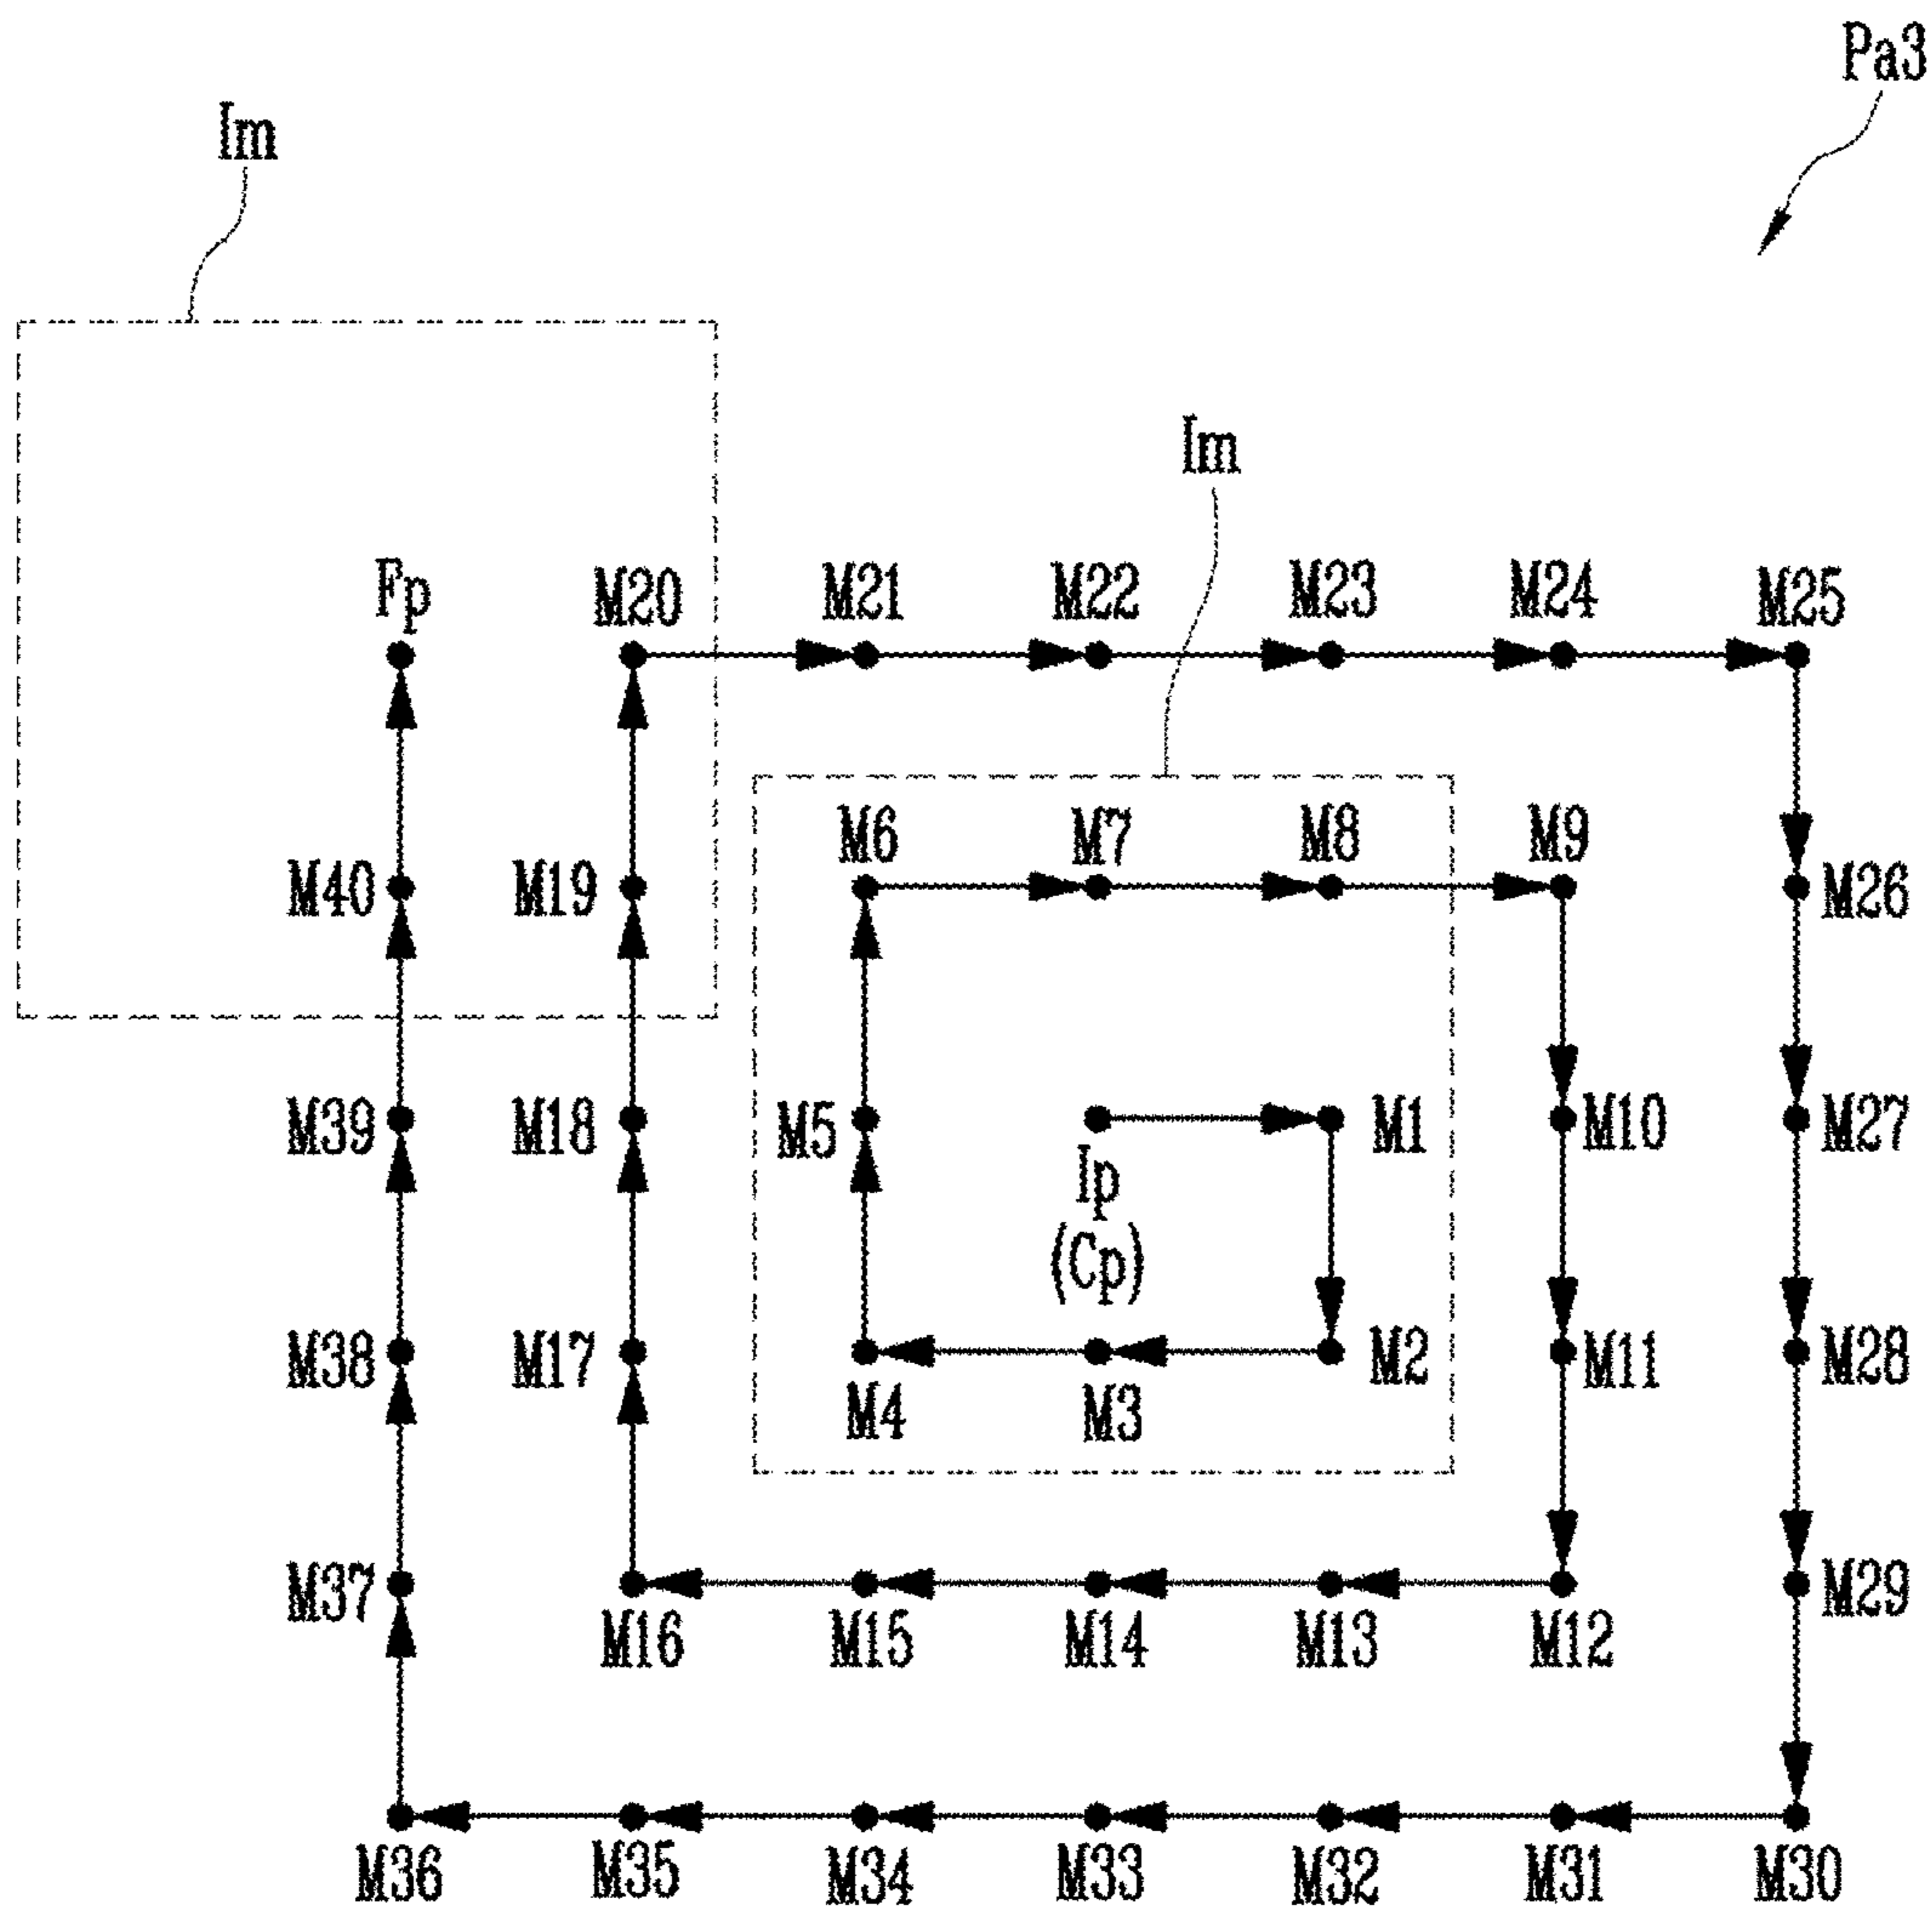 Pa3
Im
Im
Fp M20 M21 M22 M23 M24 M25
M6 M7 M8 M9
M40 M19 M26
M39 M18 M5 M1 M10 M27
Ip
(Cp)
M38 M17 M2 M11 M28
M4 M3
M37 M29
M16 M15 M14 M13 M12
M36 M35 M34 M33 M32 M31 M30